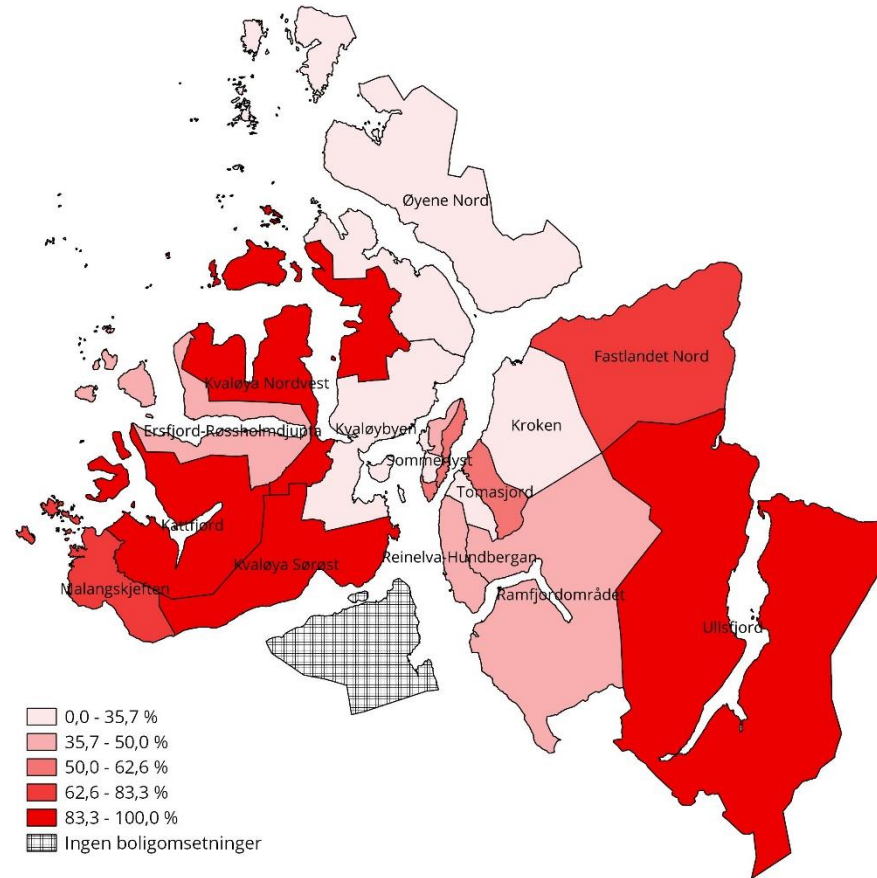 Øyene Nord
Fastlandet Nord
Kvaløya Nordvest
Ersfjord-Røssholmdjupta
Kvaløybyen
Kroken
Sommerlyst
Tomasjord
Kattfjord
Kvaløya Sørøst
Reinelva-Hundbergan
Malangskjeften
Ramfjordområdet
Ullsfjord
0,0 - 35,7 %
35,7 - 50,0 %
50,0 - 62,6 %
62,6 - 83,3 %
83,3 - 100,0 %
Ingen boligomsetninger